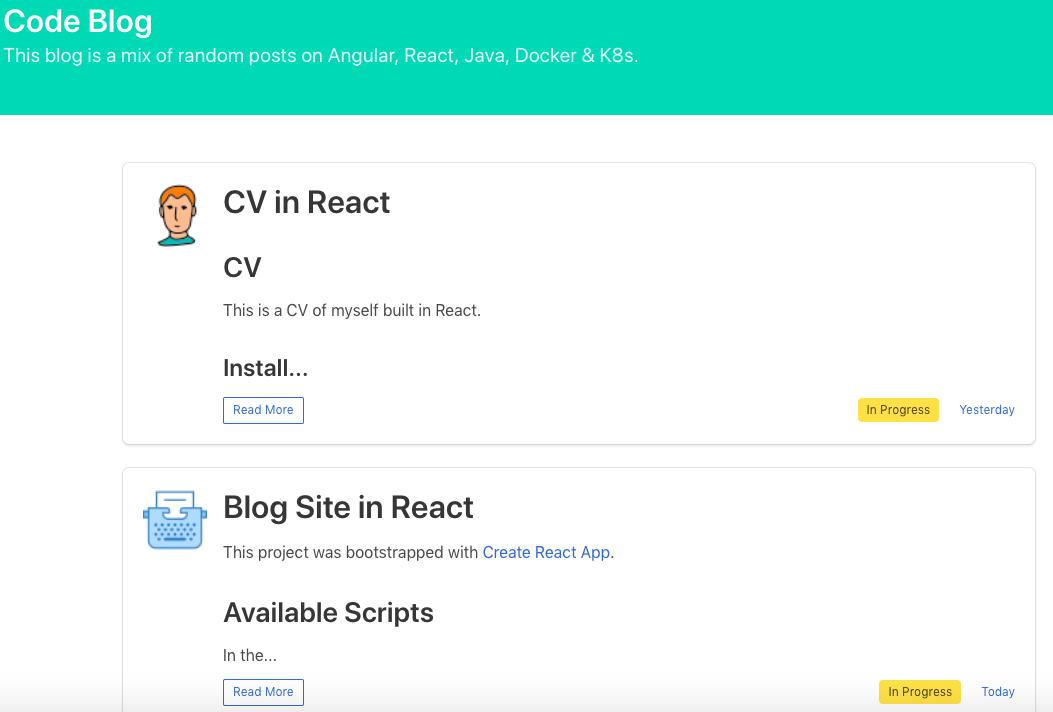 Code Blog
This blog is a mix of random posts on Angular, React, Java, Docker & K8s.
CV in React
CV
This is a CV of myself built in React.
Install...
Read More
In Progress
Yesterday
Blog Site in React
This project was bootstrapped with Create React App.
Available Scripts
In the...
Read More
In Progress
Today